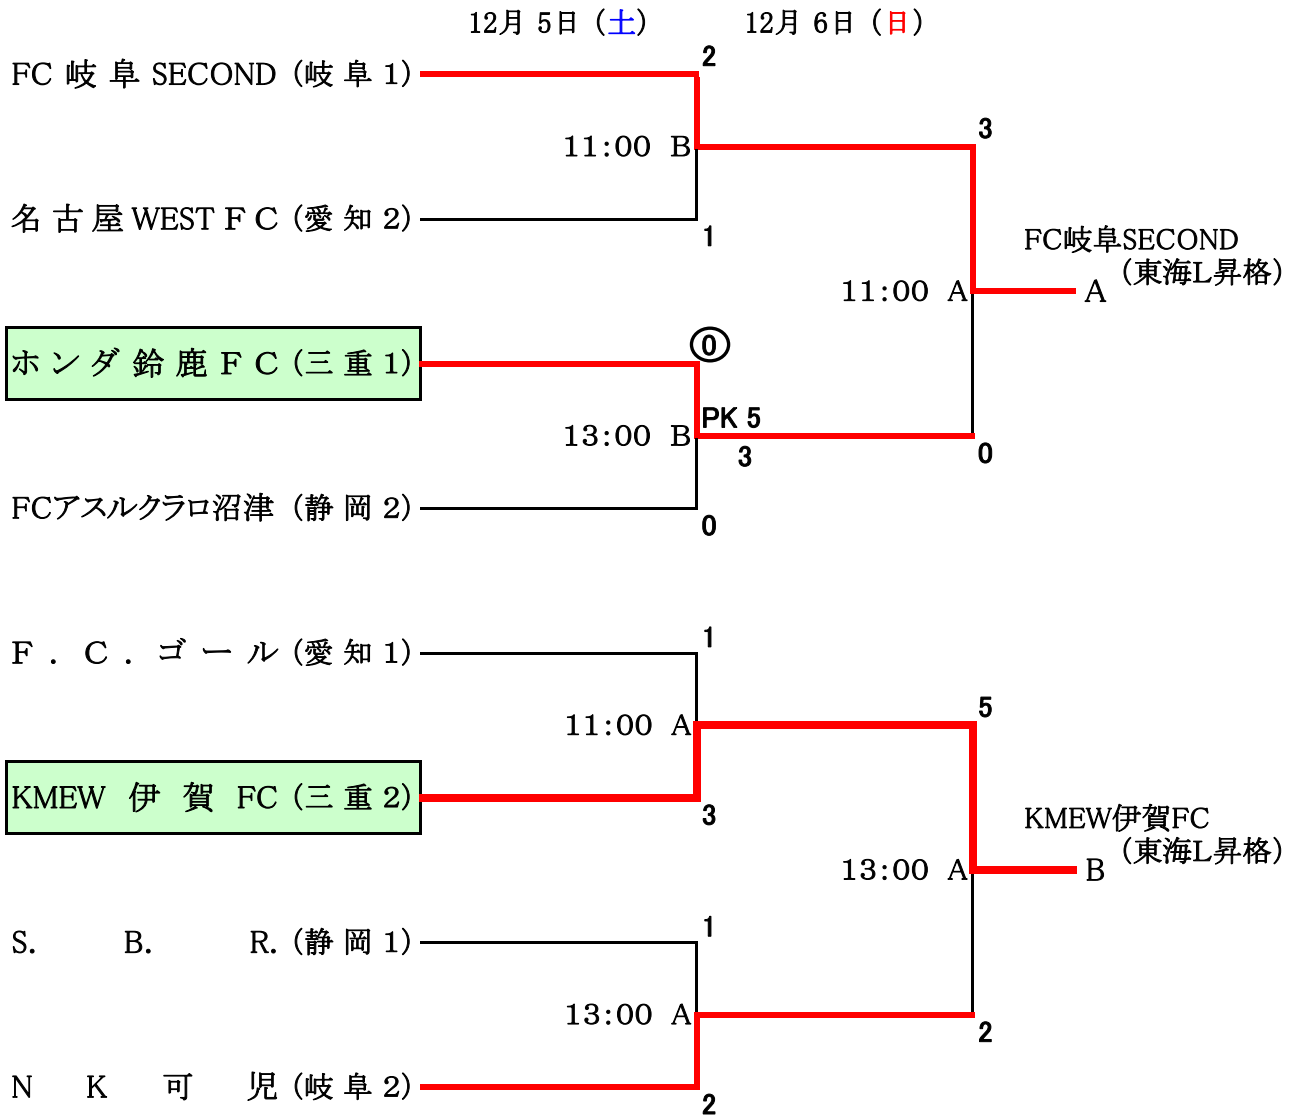 12月 5日（土） 12月 6日（日）
2
FC 岐 阜 SECOND（岐 阜 1）
3
11:00 B
名 古 屋 WEST F C（愛 知 2）
1
FC岐阜SECOND
（東海L昇格）
11:00 A
A
0
ホ ン ダ 鈴 鹿 F C（三 重 1）
PK 5
13:00 B
3
0
FCアスルクラロ沼津（静 岡 2）
0
1
F . C . ゴ ー ル（愛 知 1）
5
11:00 A
KMEW 伊 賀 FC（三 重 2）
3
KMEW伊賀FC
（東海L昇格）
13:00 A
B
1
S. B. R.（静 岡 1）
13:00 A
2
N K 可 児（岐 阜 2）
2